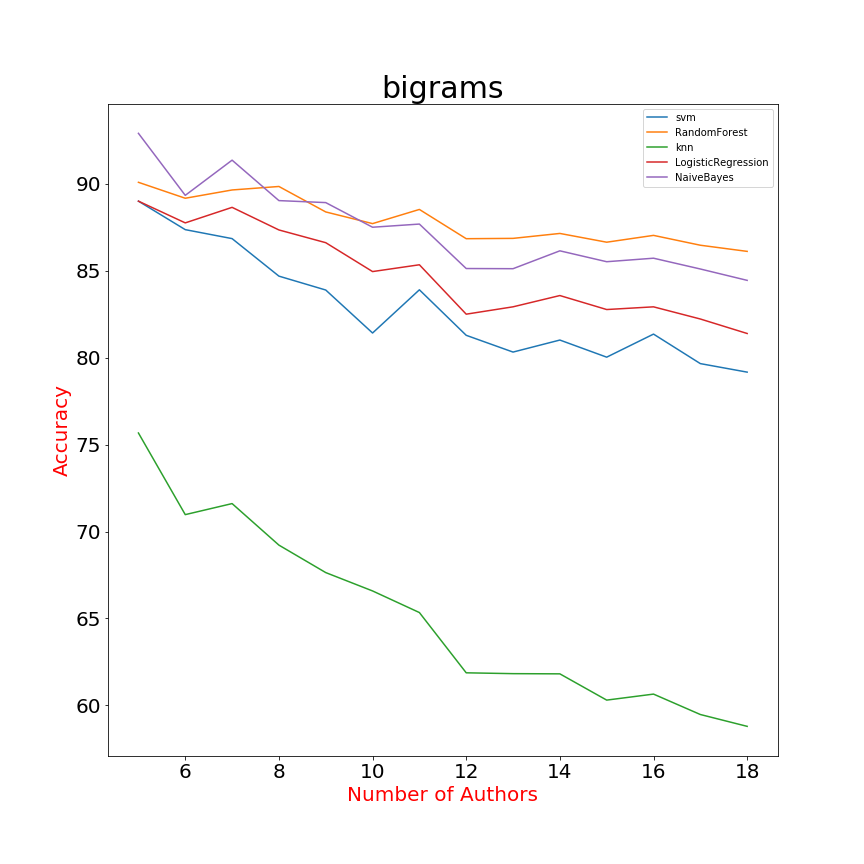 bigrams
svm
RandomForest
knn
LogisticRegression
NaiveBayes
90
85
80
75
70
65
60
Accuracy
6 8 10 12 14 16 18
Number of Authors